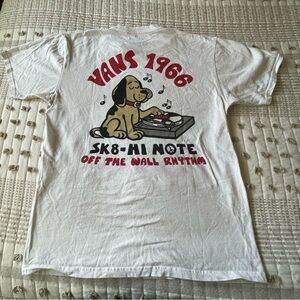 VANS 1966
SK8-HI NOTE
OFF THE WALL RHYTHM